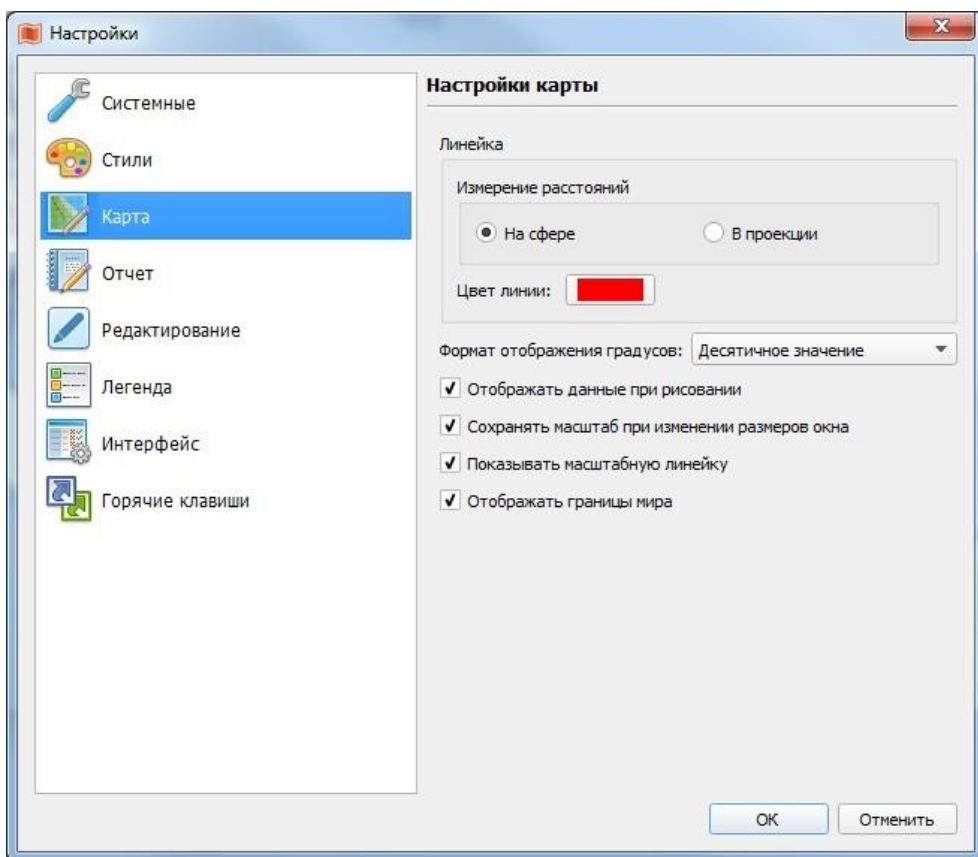 Настройки
Системные
Стили
Карта
Отчет
Редактирование
Легенда
Интерфейс
Горячие клавиши
Настройки карты
Линейка
Измерение расстояний
На сфере
В проекции
Цвет линии:
Формат отображения градусов: Десятичное значение
Отображать данные при рисовании
Сохранять масштаб при изменении размеров окна
Показывать масштабную линейку
Отображать границы мира
ОК
Отменить